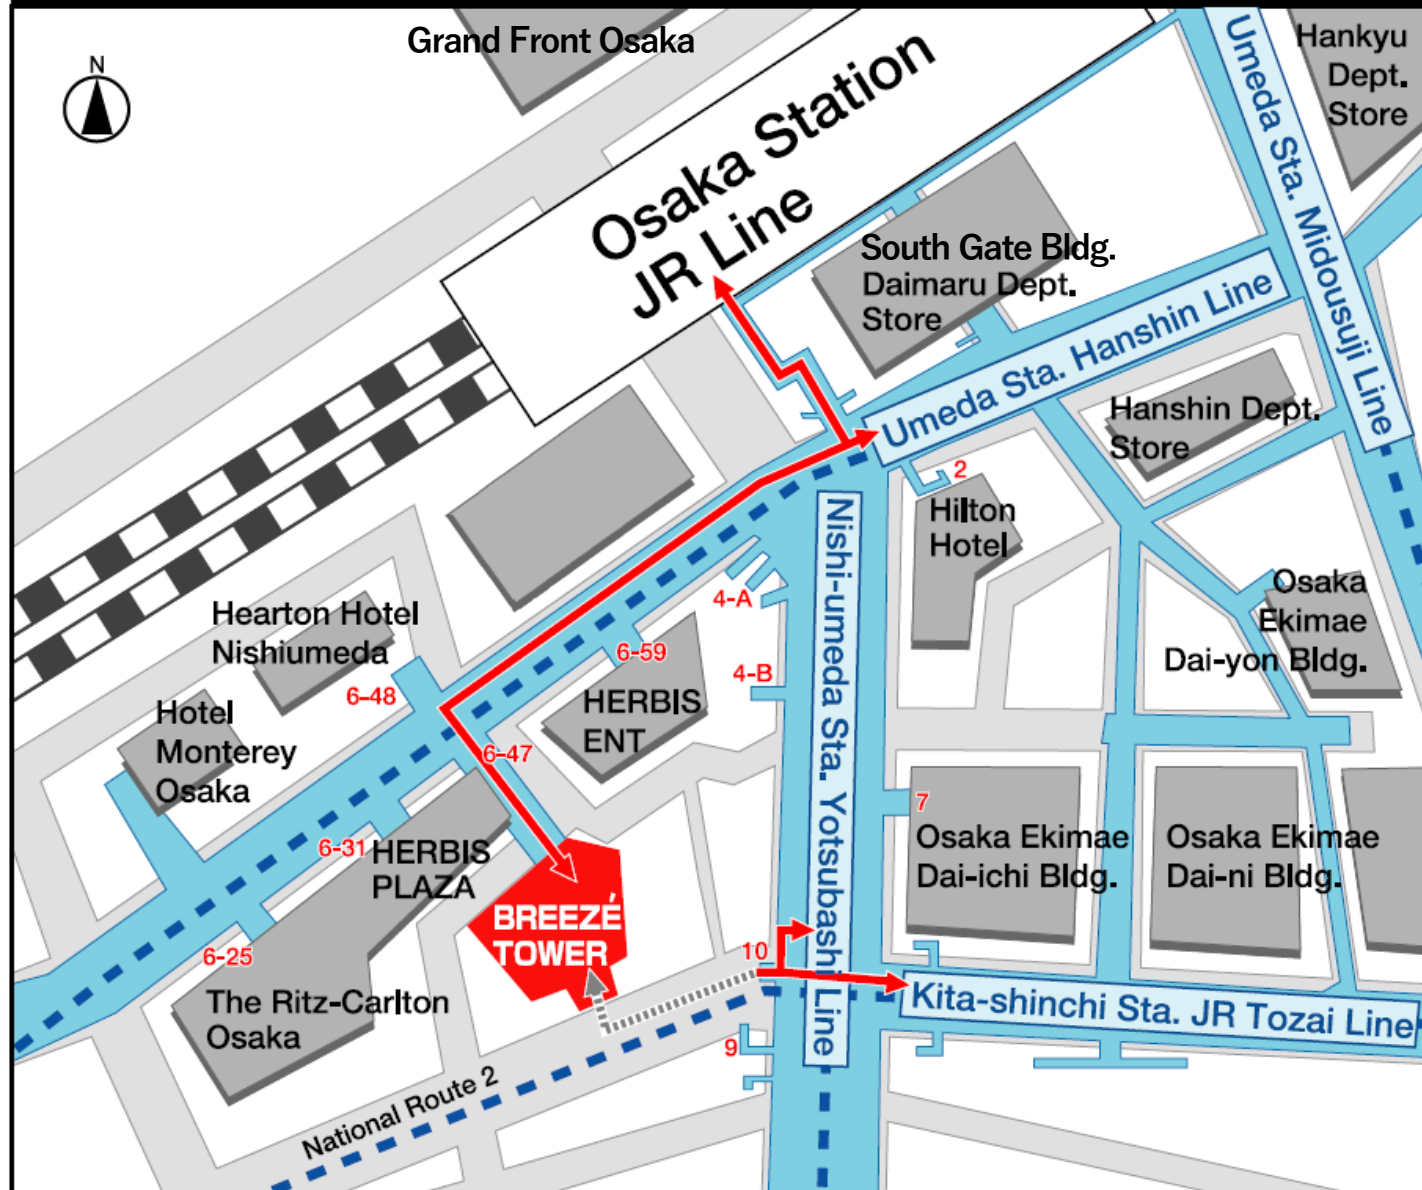 Grand Front Osaka
N
Osaka Station
JR Line
Hankyu
Dept.
Store
Umeda Sta. Midousuji Line
South Gate Bldg.
Daimaru Dept.
Store
Umeda Sta. Hanshin Line
Hanshin Dept.
Store
2
Hilton
Hotel
Nishi-umeda Sta. Yotsubashi Line
4-A
4-B
Osaka
Ekimae
Dai-yon Bldg.
Hearton Hotel
Nishiumeda
6-48
6-59
HERBIS
ENT
Hotel
Monterey
Osaka
6-47
6-31
HERBIS
PLAZA
7
Osaka Ekimae
Dai-ichi Bldg.
Osaka Ekimae
Dai-ni Bldg.
BREEZÉ
TOWER
10
6-25
The Ritz-Carlton
Osaka
Kita-shinchi Sta. JR Tozai Line
9
National Route 2